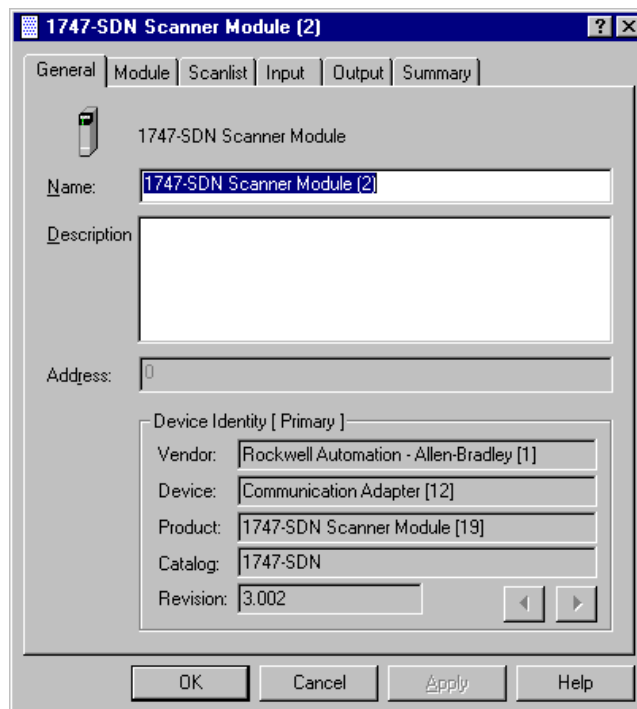 1747-SDN Scanner Module (2)
General Module Scanlist Input Output Summary
1747-SDN Scanner Module
Name: 1747-SDN Scanner Module (2)
Description
Address: 0
Device Identity [ Primary ]
Vendor: Rockwell Automation - Allen-Bradley [1]
Device: Communication Adapter [12]
Product: 1747-SDN Scanner Module [19]
Catalog: 1747-SDN
Revision: 3.002
OK Cancel Apply Help